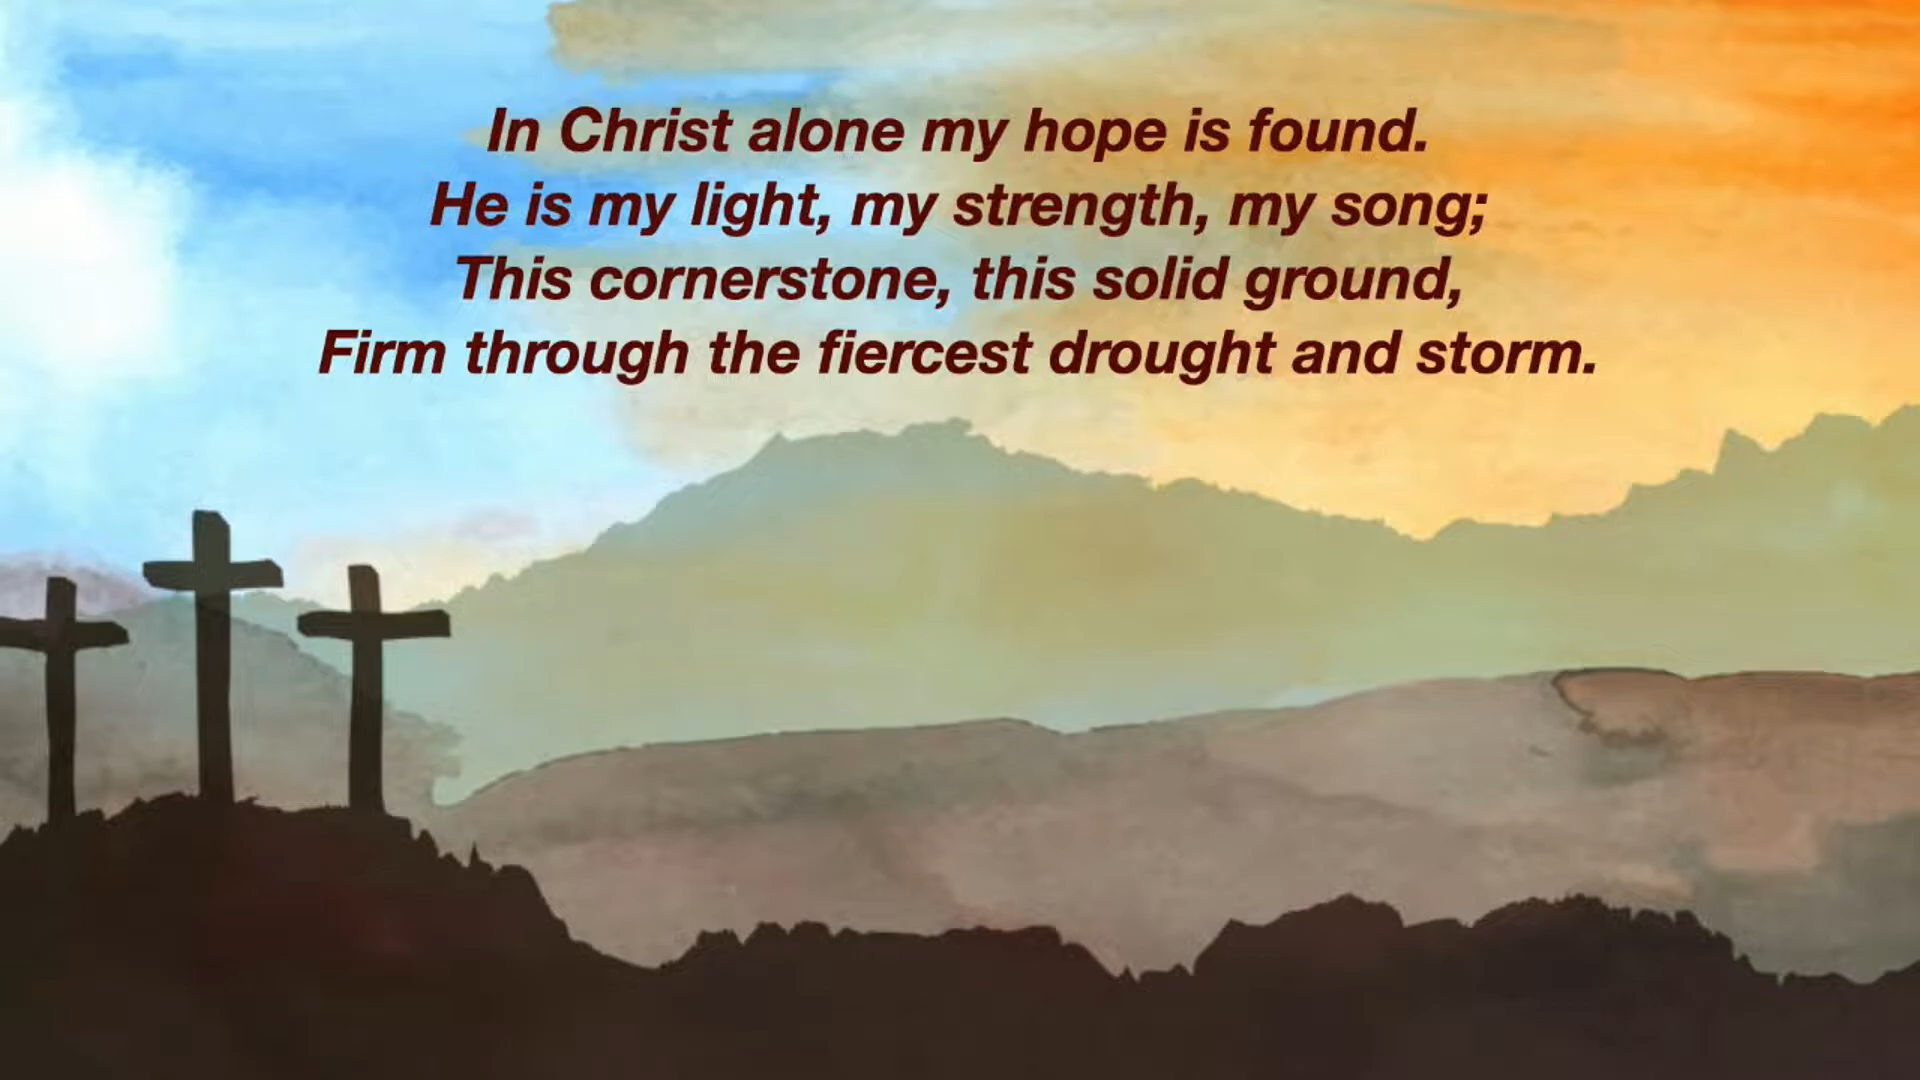 In Christ alone my hope is found.
He is my light, my strength, my song;
This cornerstone, this solid ground,
Firm through the fiercest drought and storm.